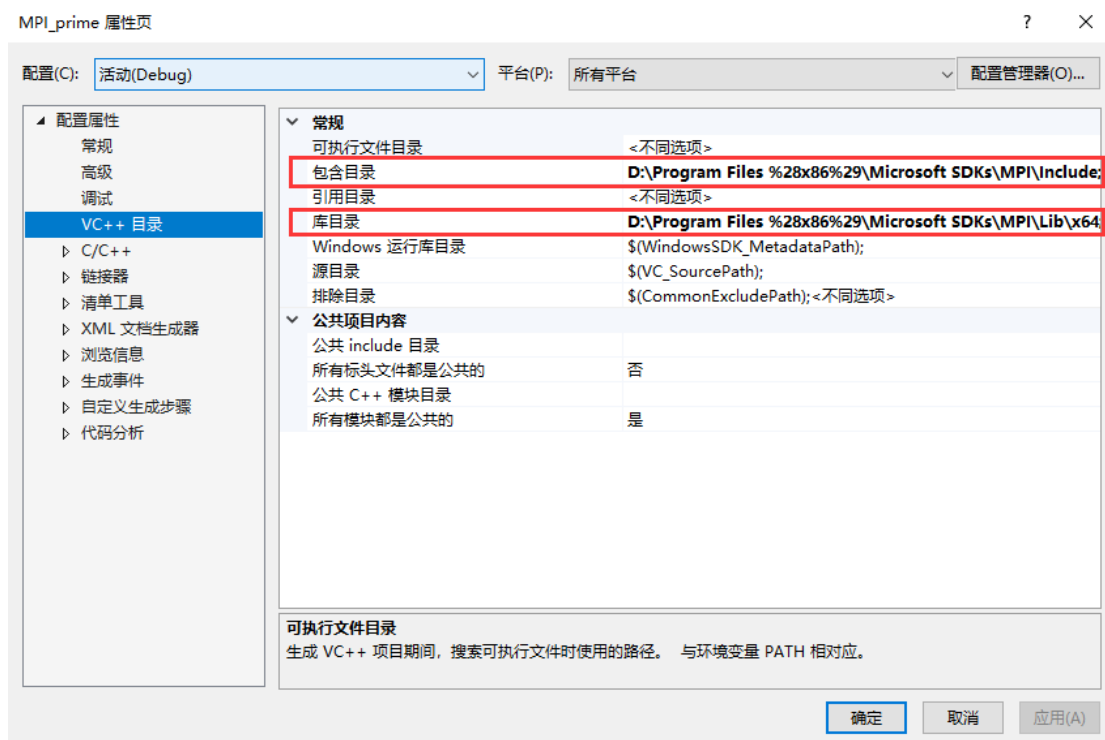 MPI_prime 属性页
? ×
配置(C): 活动(Debug) 平台(P): 所有平台 配置管理器(O)...
配置属性
常规
高级
调试
VC++ 目录
C/C++
链接器
清单工具
XML 文档生成器
浏览信息
生成事件
自定义生成步骤
代码分析
常规
可执行文件目录 <不同选项>
包含目录 D:\Program Files %28x86%29\Microsoft SDKs\MPI\Include;
引用目录 <不同选项>
库目录 D:\Program Files %28x86%29\Microsoft SDKs\MPI\Lib\x64;
Windows 运行库目录 $(WindowsSDK_MetadataPath);
源目录 $(VC_SourcePath);
排除目录 $(CommonExcludePath);<不同选项>
公共项目内容
公共 include 目录
所有标头文件都是公共的 否
公共 C++ 模块目录
所有模块都是公共的 是
可执行文件目录
生成 VC++ 项目期间，搜索可执行文件时使用的路径。 与环境变量 PATH 相对应。
确定 取消 应用(A)